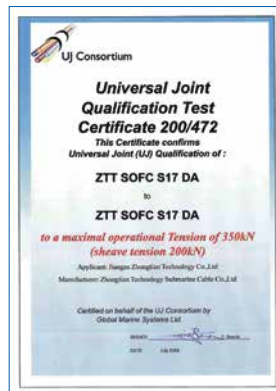 UJ Consortium
Universal Joint
Qualification Test
Certificate 200/472
This Certificate confirms
Universal Joint (UJ) Qualification of :
ZTT SOFC S17 DA
to
ZTT SOFC S17 DA
to a maximal operational Tension of 350kN
(sheave tension 200kN)
Applicant: Jiangsu Zhongtian Technology Co.,Ltd
Manufacturer: Zhongtian Technology Submarine Cable Co.,Ltd
Certified on behalf of the UJ Consortium by
Global Marine Systems Ltd
SIGNED
DATE July